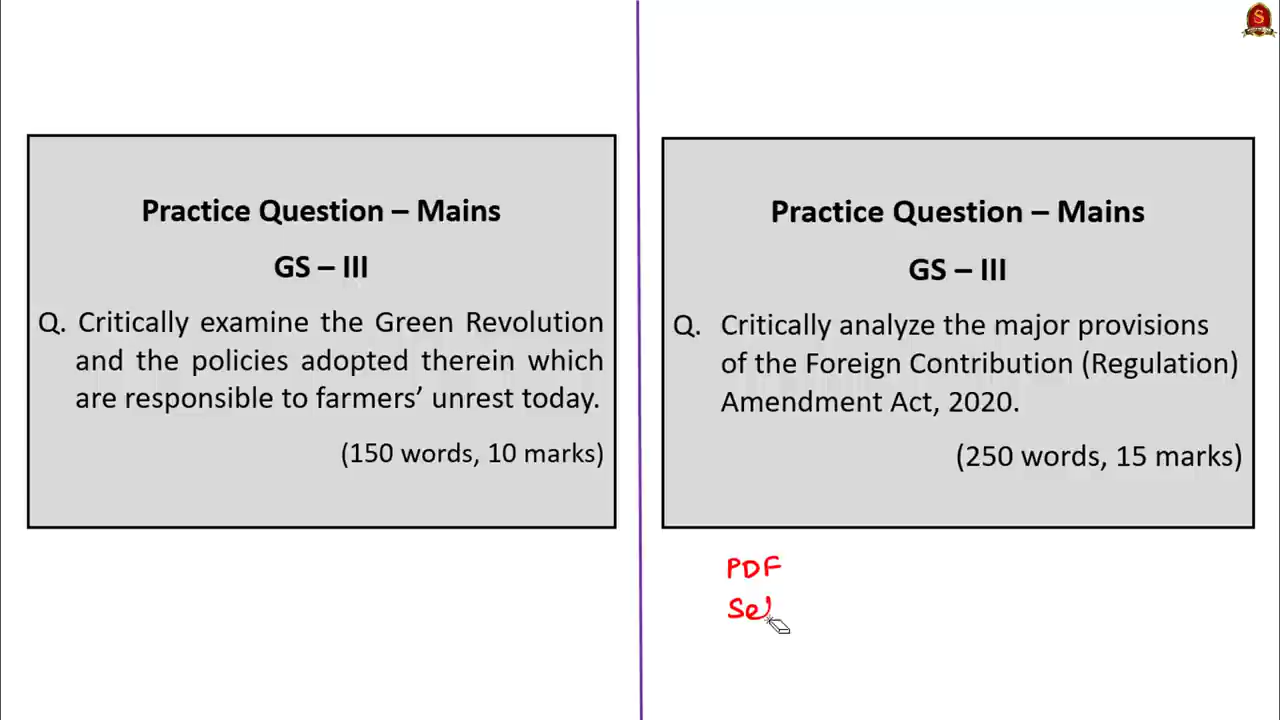 Practice Question – Mains
GS – III
Q. Critically examine the Green Revolution
and the policies adopted therein which
are responsible to farmers’ unrest today.
(150 words, 10 marks)
Practice Question – Mains
GS – III
Q. Critically analyze the major provisions
of the Foreign Contribution (Regulation)
Amendment Act, 2020.
(250 words, 15 marks)
PDF